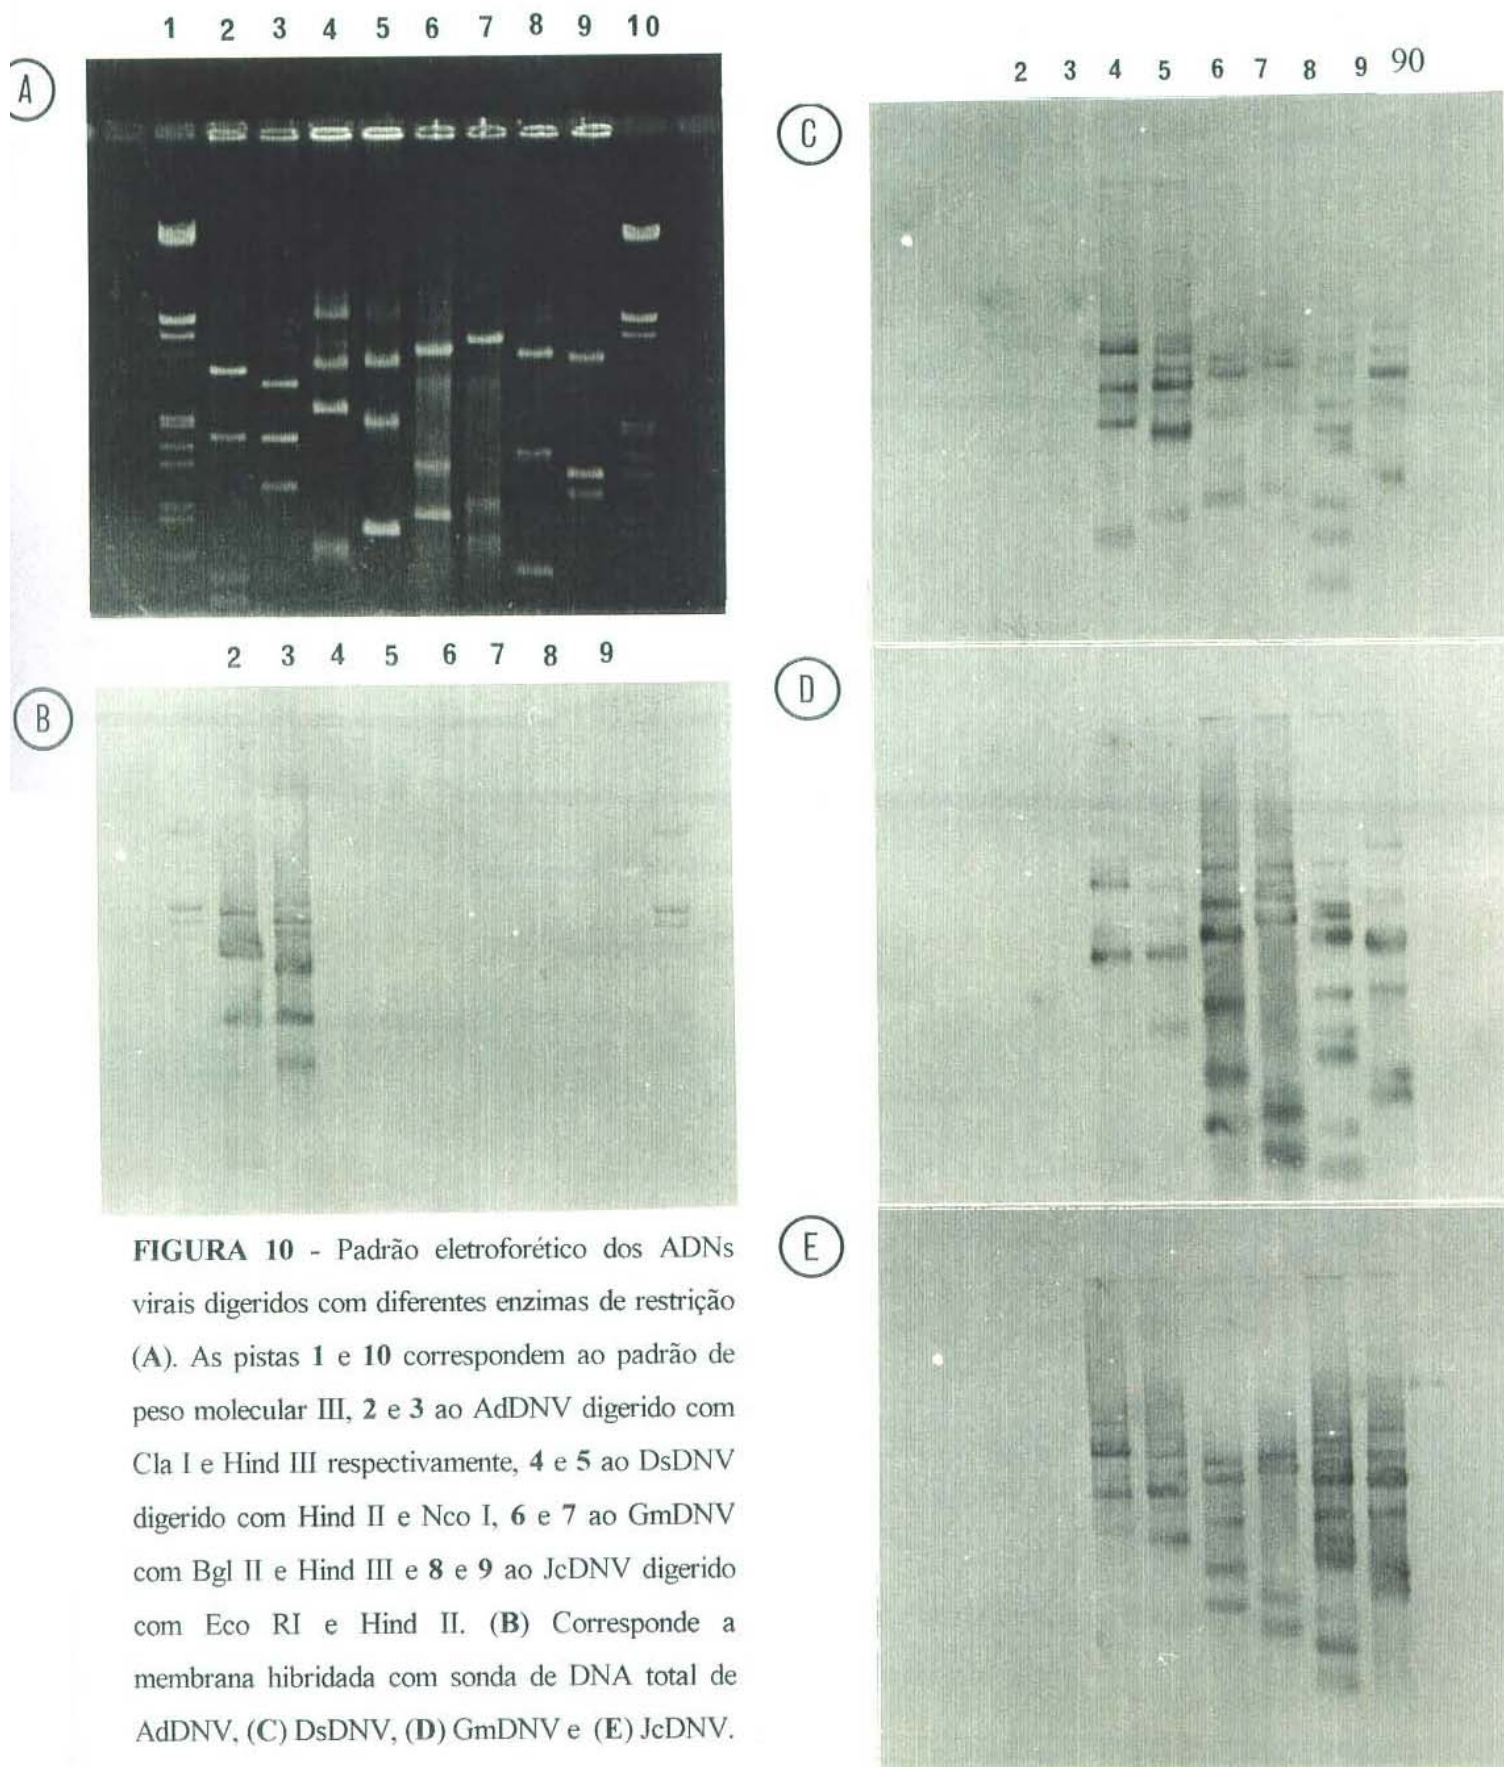 1 2 3 4 5 6 7 8 9 10
A
2 3 4 5 6 7 8 9
B
FIGURA 10 - Padrão eletroforético dos ADNs
virais digeridos com diferentes enzimas de restrição
(A). As pistas 1 e 10 correspondem ao padrão de
peso molecular III, 2 e 3 ao AdDNV digerido com
Cla I e Hind III respectivamente, 4 e 5 ao DsDNV
digerido com Hind II e Nco I, 6 e 7 ao GmDNV
com Bgl II e Hind III e 8 e 9 ao JcDNV digerido
com Eco RI e Hind II. (B) Corresponde a
membrana hibridada com sonda de DNA total de
AdDNV, (C) DsDNV, (D) GmDNV e (E) JcDNV.
2 3 4 5 6 7 8 9 90
C
D
E